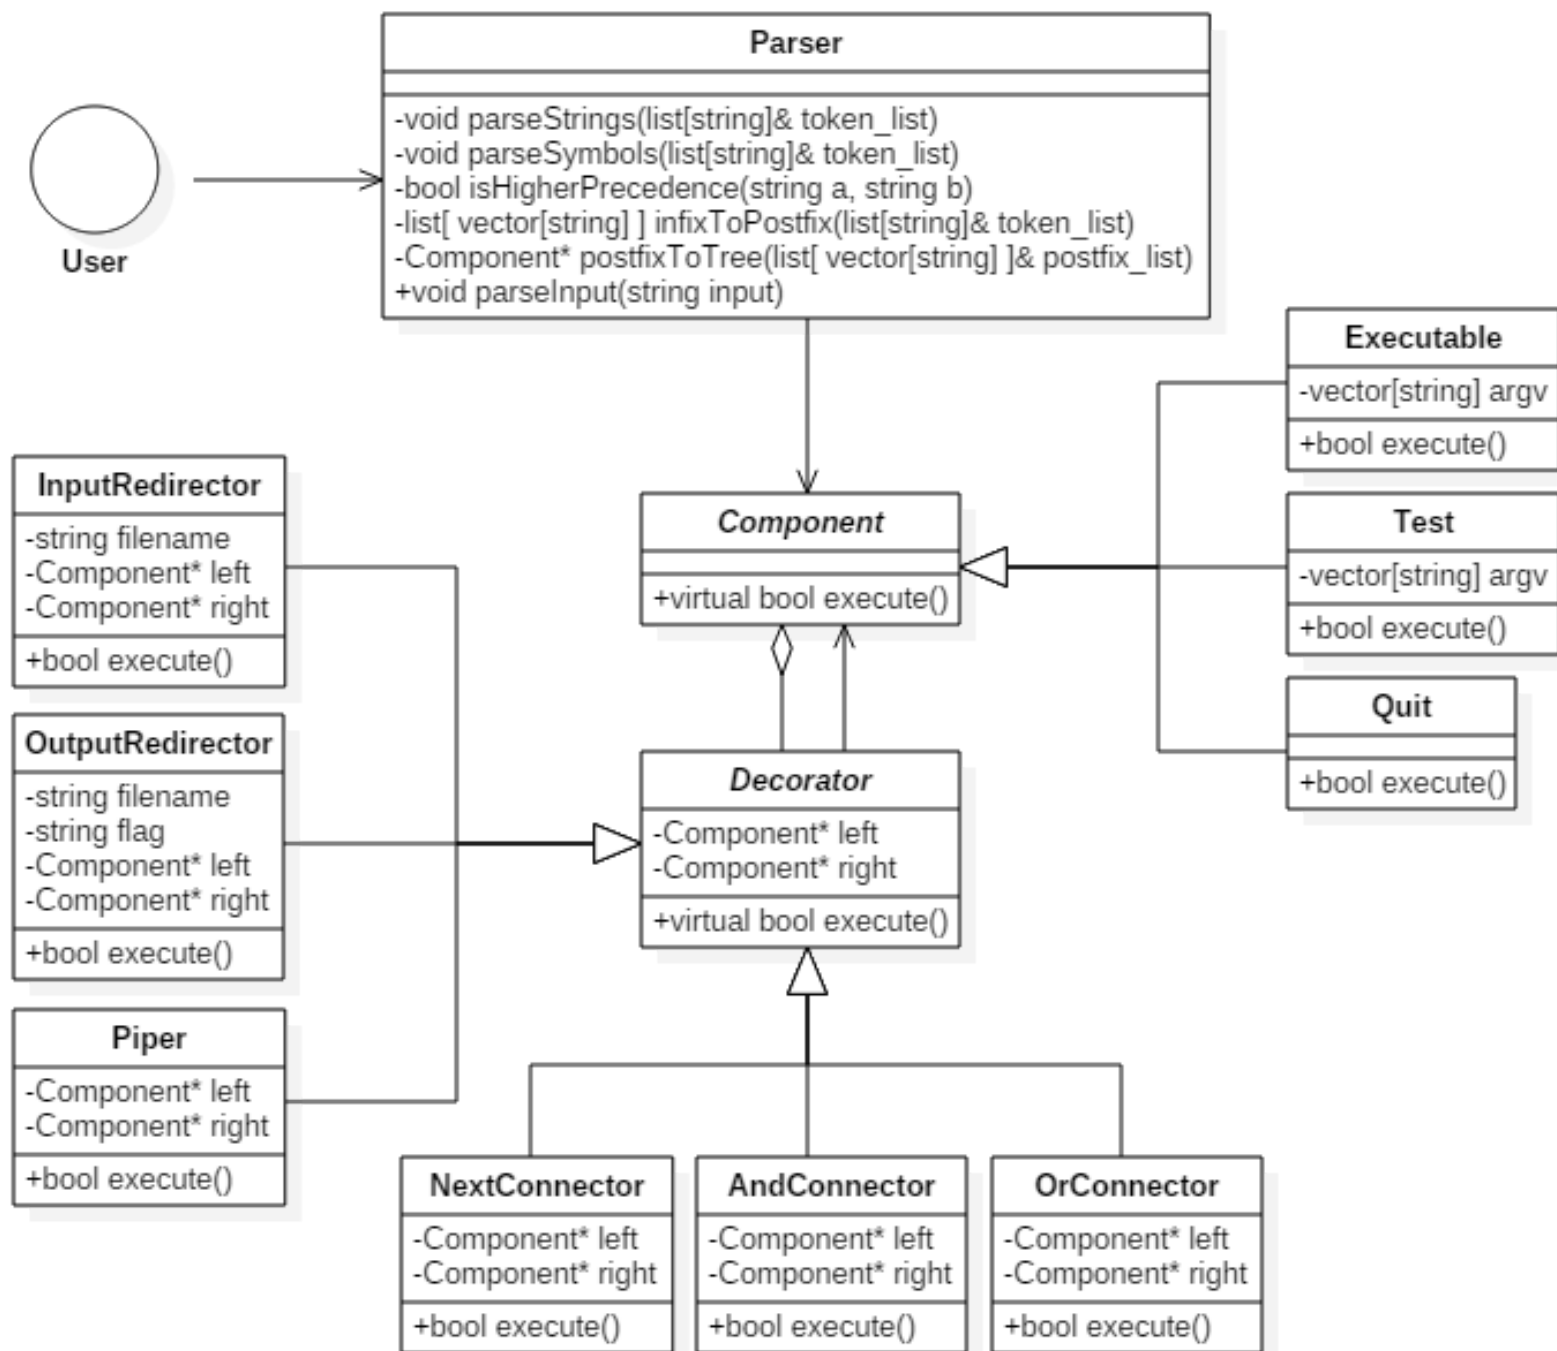 Parser
-void parseStrings(list[string]& token_list)
-void parseSymbols(list[string]& token_list)
-bool isHigherPrecedence(string a, string b)
-list[ vector[string] ] infixToPostfix(list[string]& token_list)
-Component* postfixToTree(list[ vector[string] ]& postfix_list)
+void parseInput(string input)
User
Executable
-vector[string] argv
+bool execute()
InputRedirector
-string filename
-Component* left
-Component* right
+bool execute()
Component
+virtual bool execute()
Test
-vector[string] argv
+bool execute()
Quit
+bool execute()
OutputRedirector
-string filename
-string flag
-Component* left
-Component* right
+bool execute()
Decorator
-Component* left
-Component* right
+virtual bool execute()
Piper
-Component* left
-Component* right
+bool execute()
NextConnector
-Component* left
-Component* right
+bool execute()
AndConnector
-Component* left
-Component* right
+bool execute()
OrConnector
-Component* left
-Component* right
+bool execute()